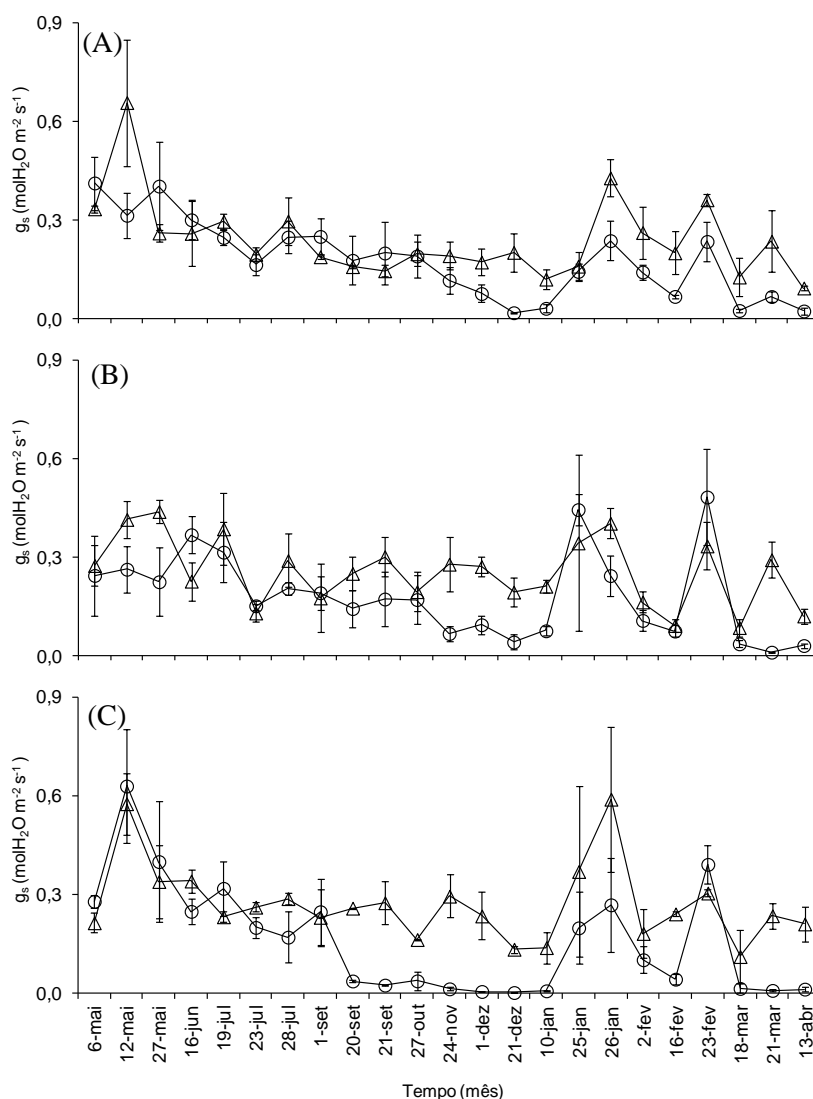 (A)
0,9
0,6
0,3
0,0
gs (molH2O m-2 s-1)
(B)
0,9
0,6
0,3
0,0
gs (molH2O m-2 s-1)
(C)
0,9
0,6
0,3
0,0
gs (molH2O m-2 s-1)
6-mai
12-mai
27-mai
16-jun
19-jul
23-jul
28-jul
1-set
20-set
21-set
27-out
24-nov
1-dez
21-dez
10-jan
25-jan
26-jan
2-fev
16-fev
23-fev
18-mar
21-mar
13-abr
Tempo (mês)